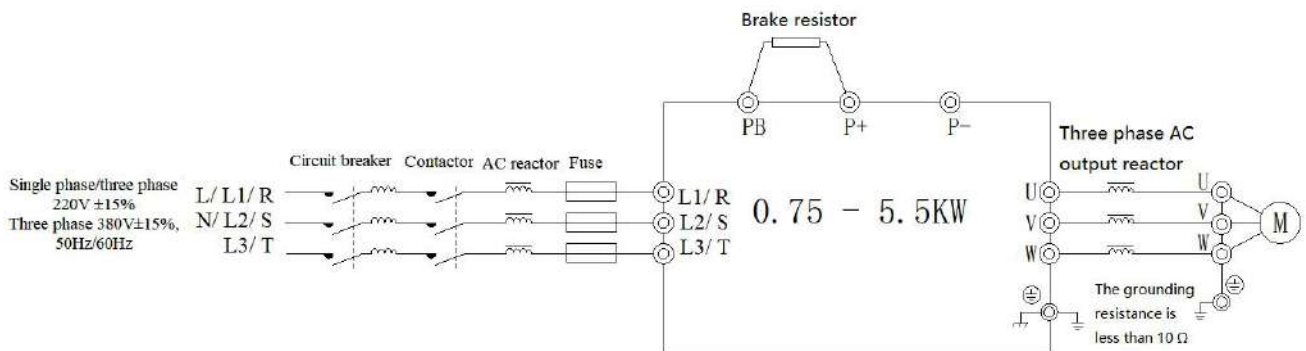 Brake resistor
PB
P+
P-
Three phase AC
output reactor
Circuit breaker
Contactor
AC reactor
Fuse
Single phase/three phase
220V ±15%
Three phase 380V±15%,
50Hz/60Hz
L/ L1/ R
N/ L2/ S
L3/ T
L1/ R
L2/ S
L3/ T
0.75 - 5.5KW
U
V
W
U
V
W
M
The grounding
resistance is
less than 10 Ω